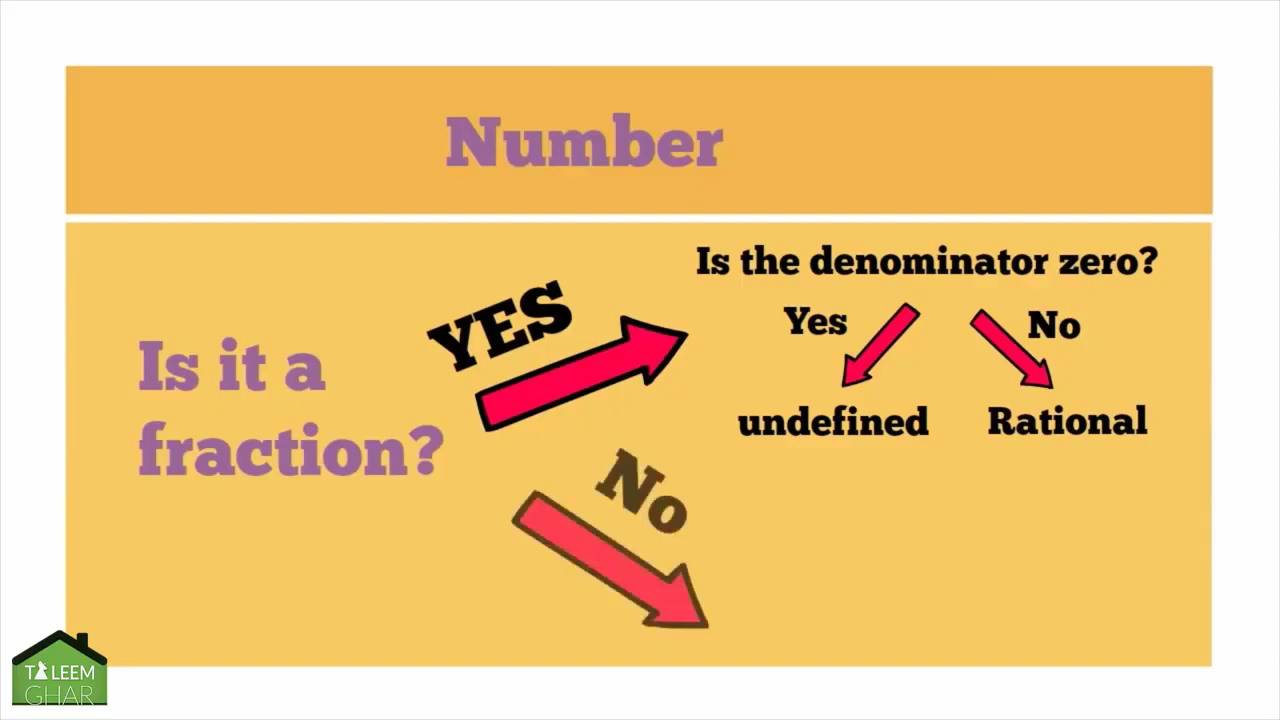 Number
Is it a
fraction?
YES
Is the denominator zero?
Yes
No
undefined
Rational
No
TALEEM
GHAR